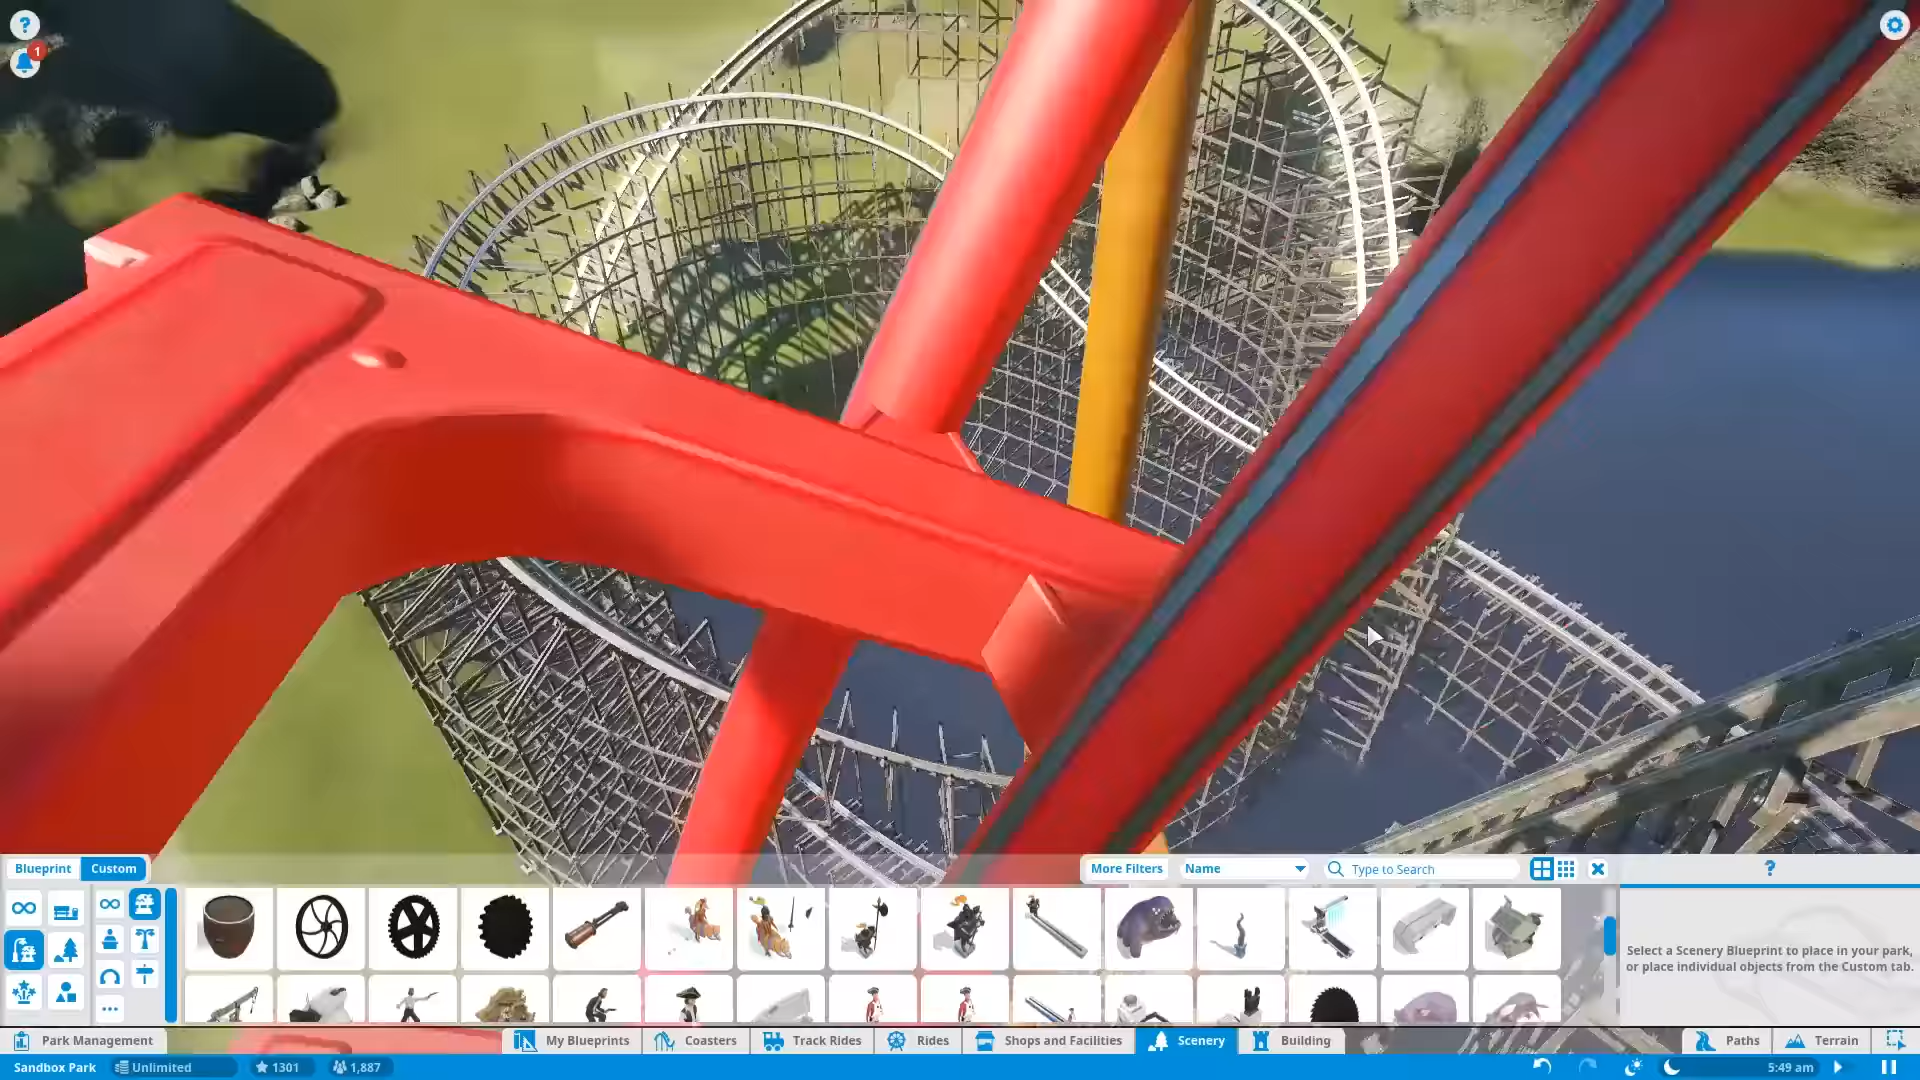 1
Blueprint
Custom
More Filters
Name
Type to Search
Select a Scenery Blueprint to place in your park,
or place individual objects from the Custom tab.
Park Management
My Blueprints
Coasters
Track Rides
Rides
Shops and Facilities
Scenery
Building
Paths
Terrain
Sandbox Park
Unlimited
1301
1,887
5:49 am